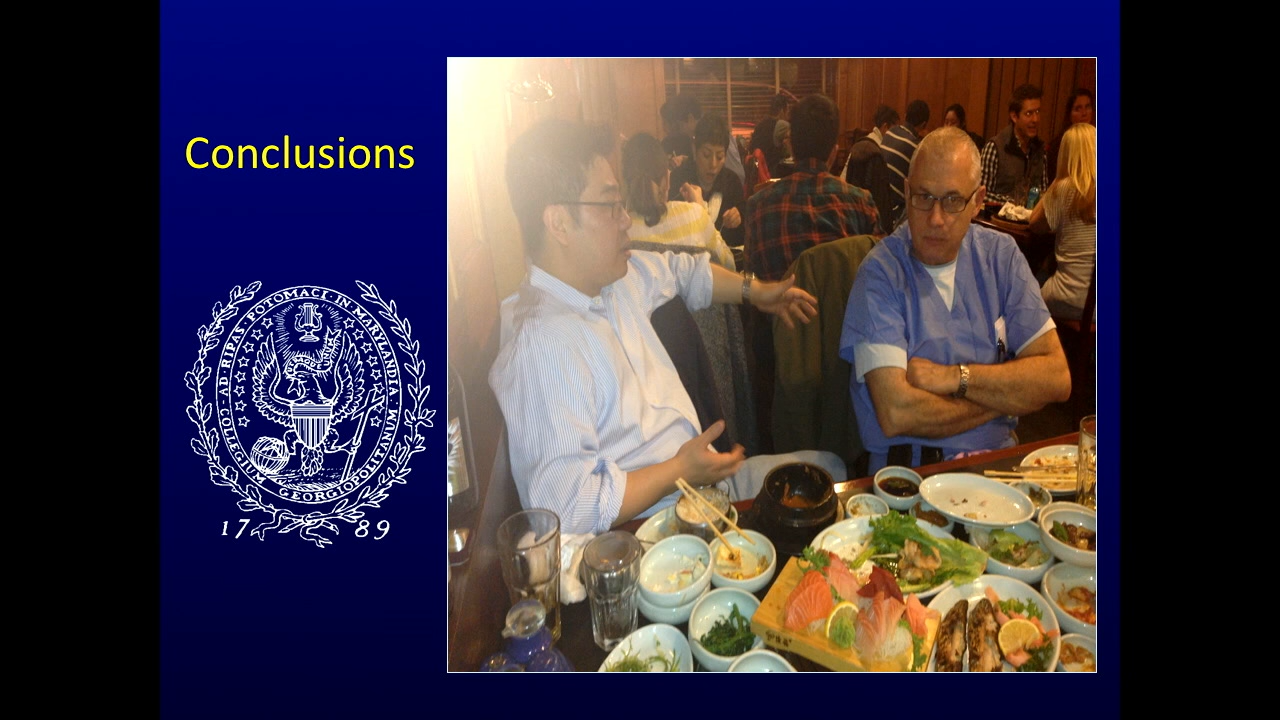 Conclusions
COLLEGIUM · GEORGIOPOLITANUM · AD · RIPAS · POTOMACI · IN · MARYLANDIA ·
17 89